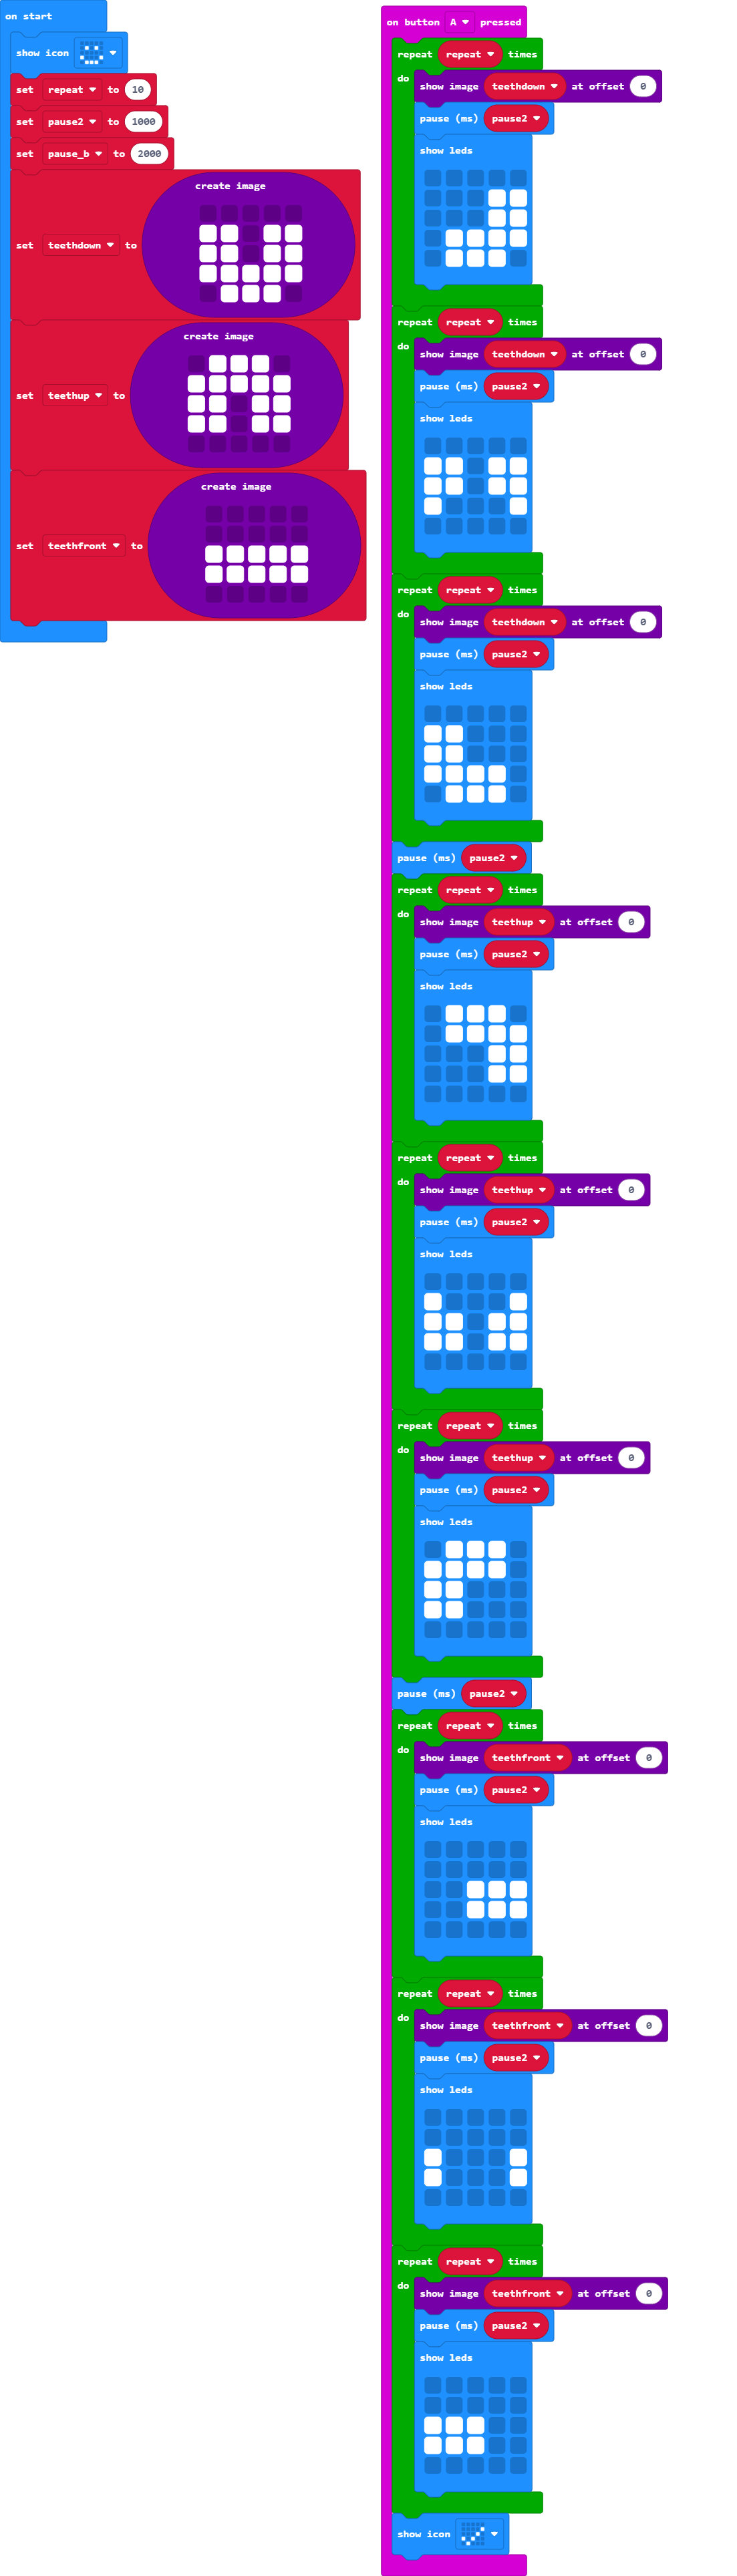 on start
show icon
set repeat to 10
set pause2 to 1000
set pause_b to 2000
create image
set teethdown to
create image
set teethup to
create image
set teethfront to
on button A pressed
repeat repeat times
do show image teethdown at offset 0
pause (ms) pause2
show leds
repeat repeat times
do show image teethdown at offset 0
pause (ms) pause2
show leds
repeat repeat times
do show image teethdown at offset 0
pause (ms) pause2
show leds
pause (ms) pause2
repeat repeat times
do show image teethup at offset 0
pause (ms) pause2
show leds
repeat repeat times
do show image teethup at offset 0
pause (ms) pause2
show leds
repeat repeat times
do show image teethup at offset 0
pause (ms) pause2
show leds
pause (ms) pause2
repeat repeat times
do show image teethfront at offset 0
pause (ms) pause2
show leds
repeat repeat times
do show image teethfront at offset 0
pause (ms) pause2
show leds
repeat repeat times
do show image teethfront at offset 0
pause (ms) pause2
show leds
show icon